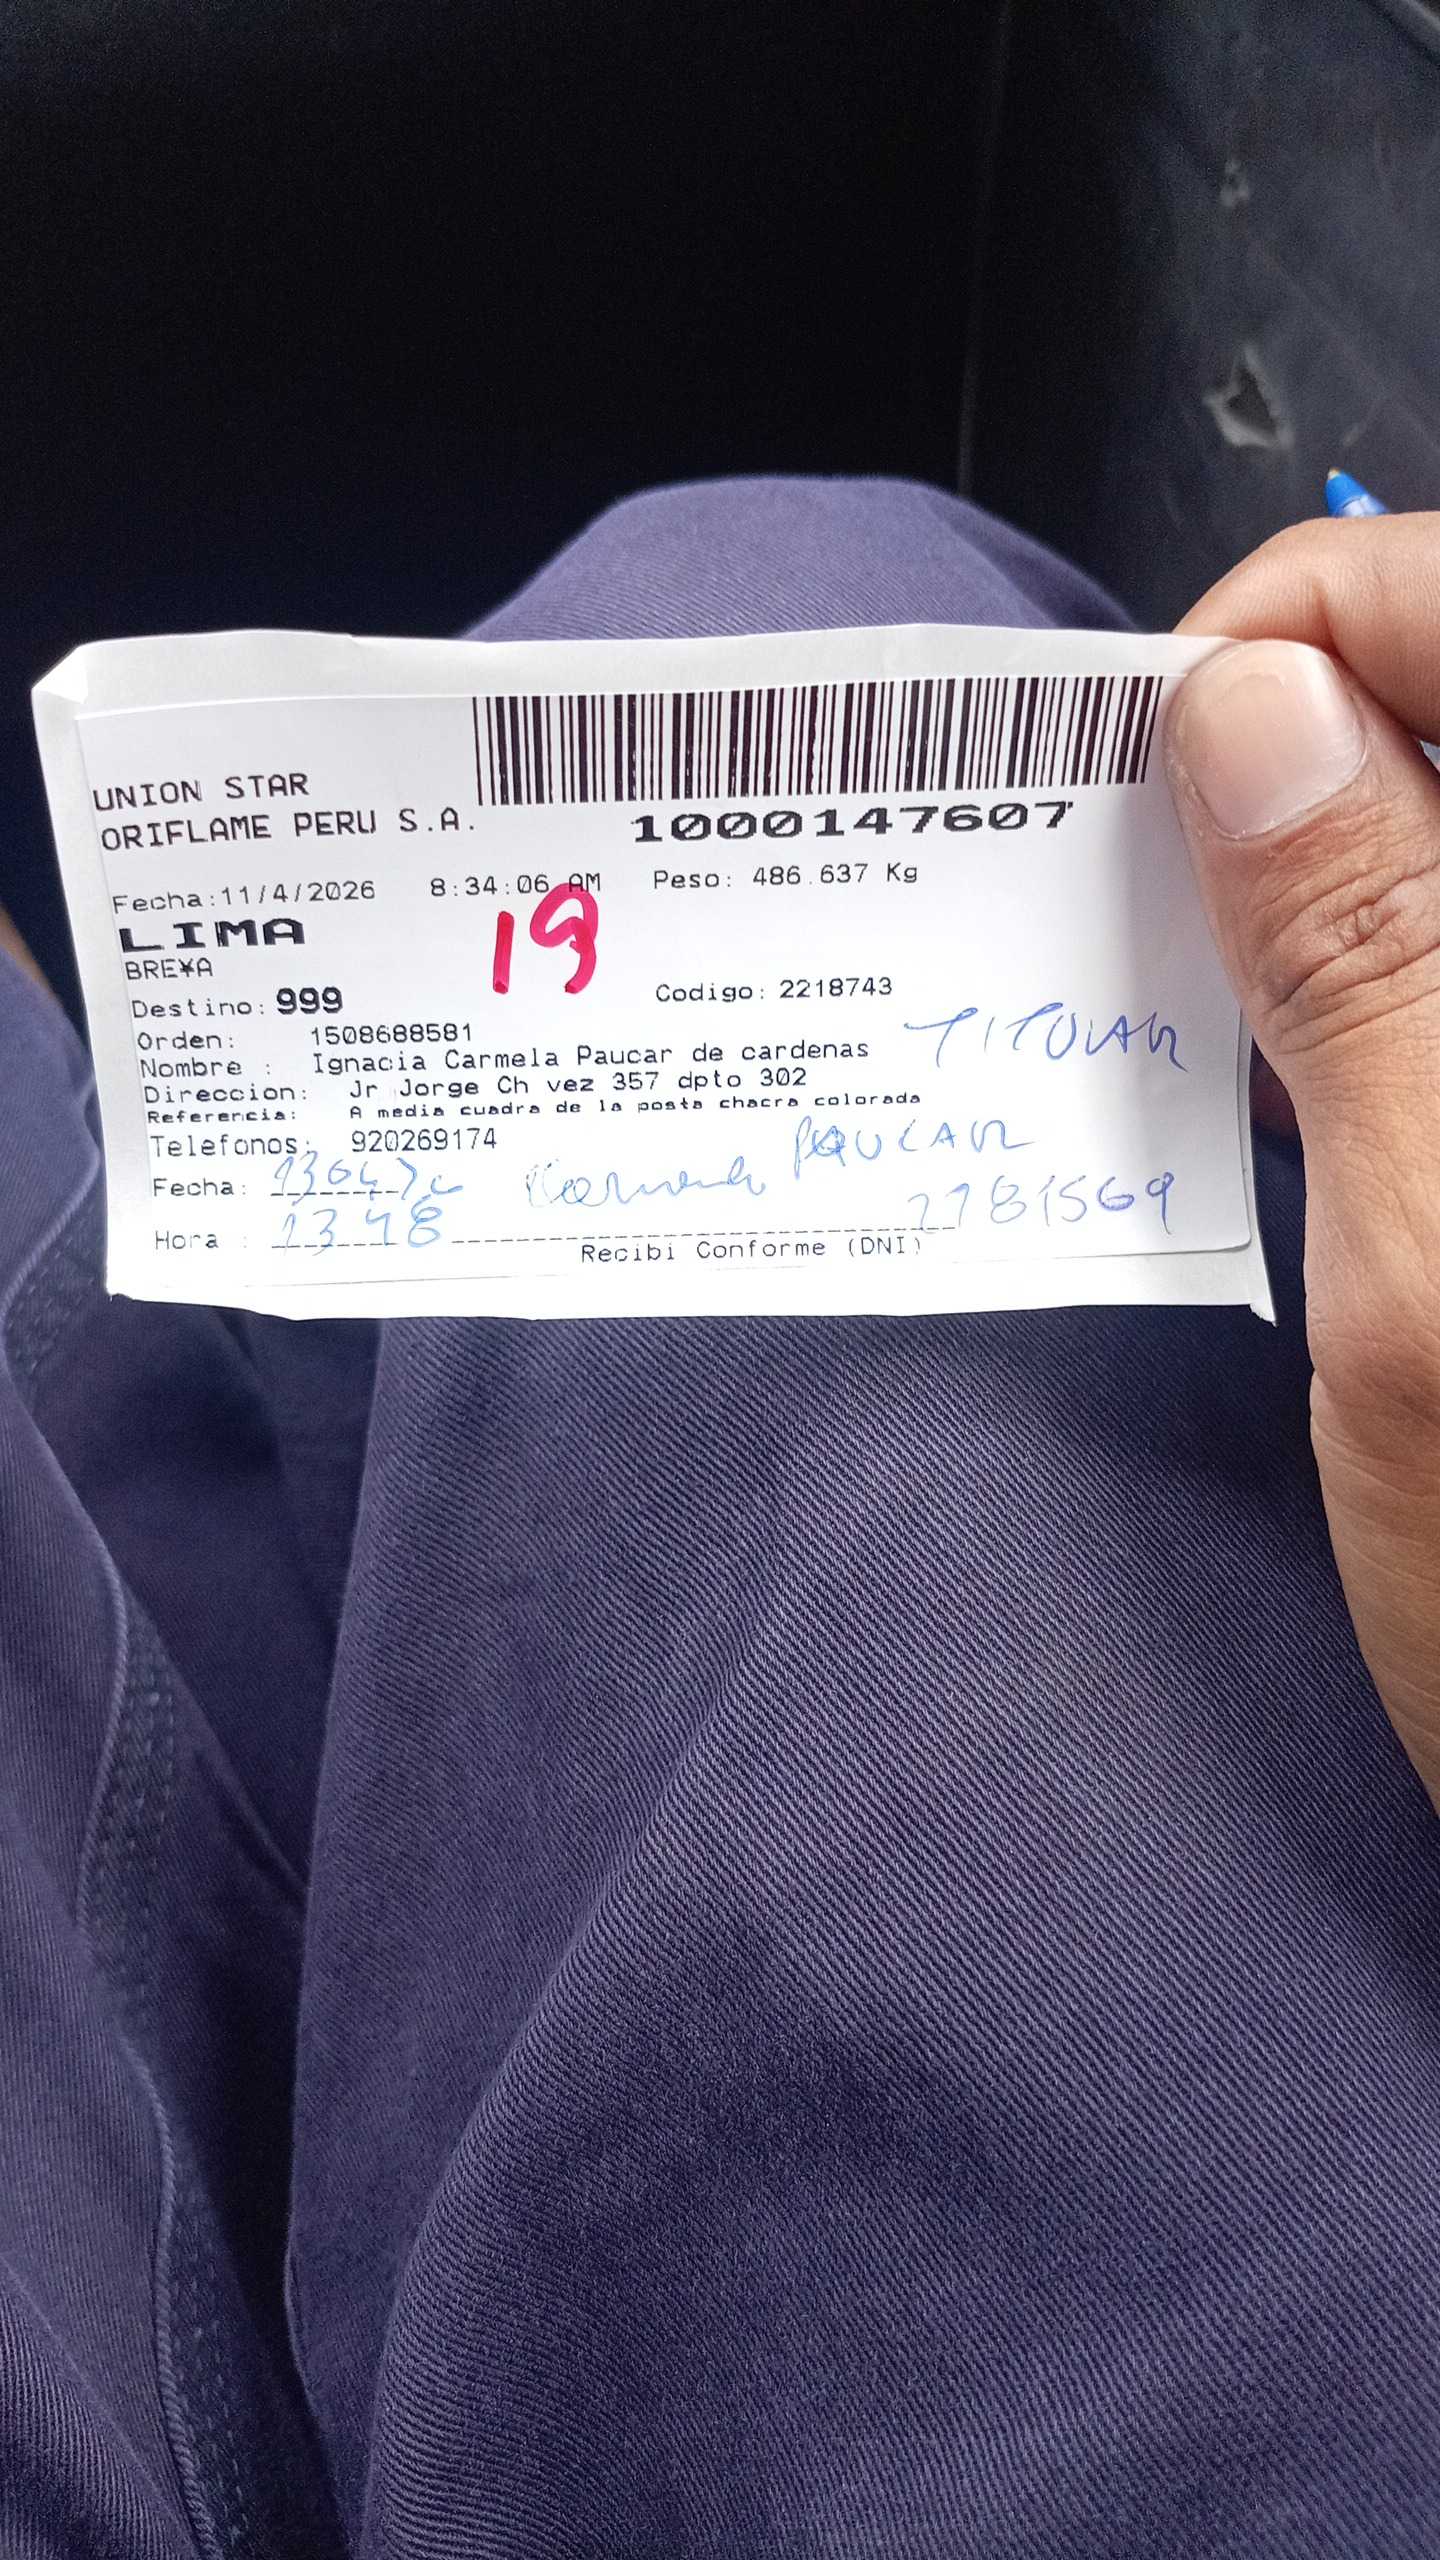 UNION STAR
ORIFLAME PERU S.A.
1000147607
Fecha:11/4/2026 8:34:06 AM Peso: 486.637 Kg
LIMA
19
BRE¥A
Destino: 999 Codigo: 2218743
Orden: 1508688581
TITULAR
Nombre : Ignacia Carmela Paucar de cardenas
Direccion: Jr Jorge Ch vez 357 dpto 302
Referencia: A media cuadra de la posta chacra colorada
Telefonos: 920269174
PAUCAR
Fecha:
Hora : 1348
Recibi Conforme (DNI)